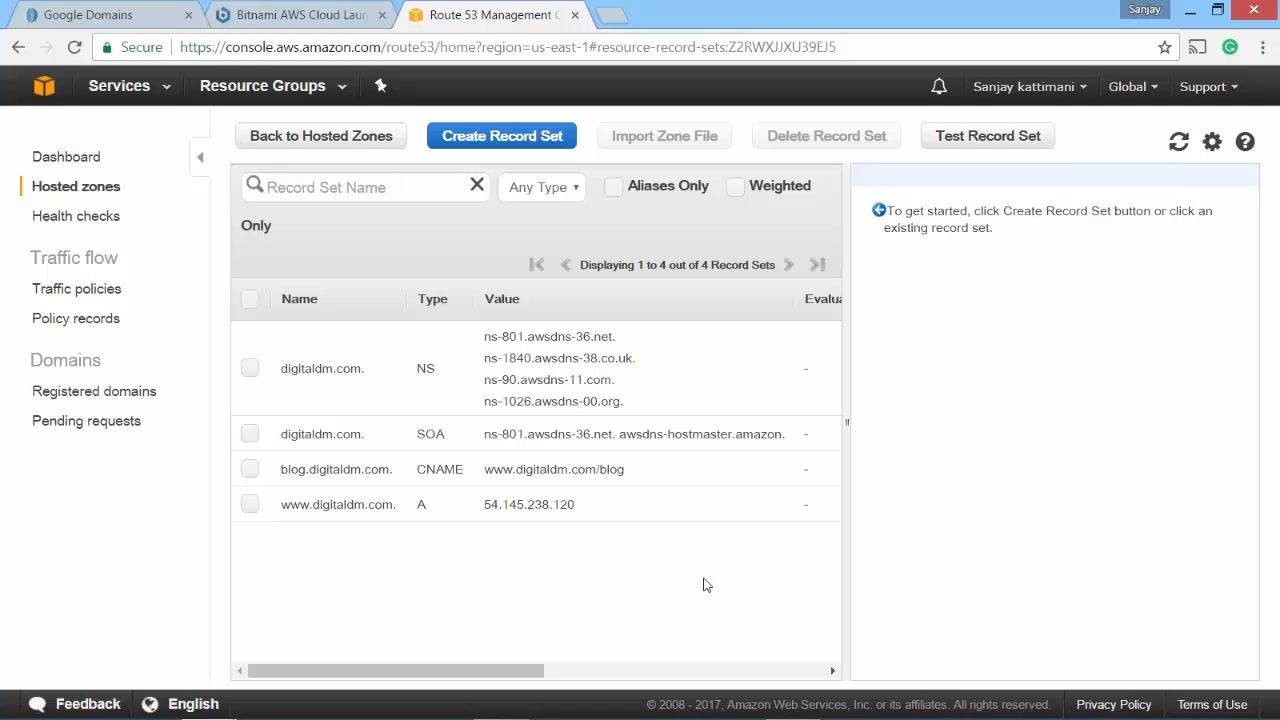 Google Domains
Bitnami AWS Cloud Laun
Route 53 Management C
Sanjay
Secure
https://console.aws.amazon.com/route53/home?region=us-east-1#resource-record-sets:Z2RWXJJXU39EJ5
Services
Resource Groups
Sanjay kattimani
Global
Support
Dashboard
Hosted zones
Health checks
Traffic flow
Traffic policies
Policy records
Domains
Registered domains
Pending requests
Back to Hosted Zones
Create Record Set
Import Zone File
Delete Record Set
Test Record Set
Record Set Name
Any Type
Aliases Only
Weighted
Only
Displaying 1 to 4 out of 4 Record Sets
Name Type Value Evalua
ns-801.awsdns-36.net.
ns-1840.awsdns-38.co.uk.
digitaldm.com. NS -
ns-90.awsdns-11.com.
ns-1026.awsdns-00.org.
digitaldm.com. SOA ns-801.awsdns-36.net. awsdns-hostmaster.amazon. -
blog.digitaldm.com. CNAME www.digitaldm.com/blog -
www.digitaldm.com. A 54.145.238.120 -
To get started, click Create Record Set button or click an
existing record set.
Feedback
English
© 2008 - 2017, Amazon Web Services, Inc. or its affiliates. All rights reserved.
Privacy Policy
Terms of Use